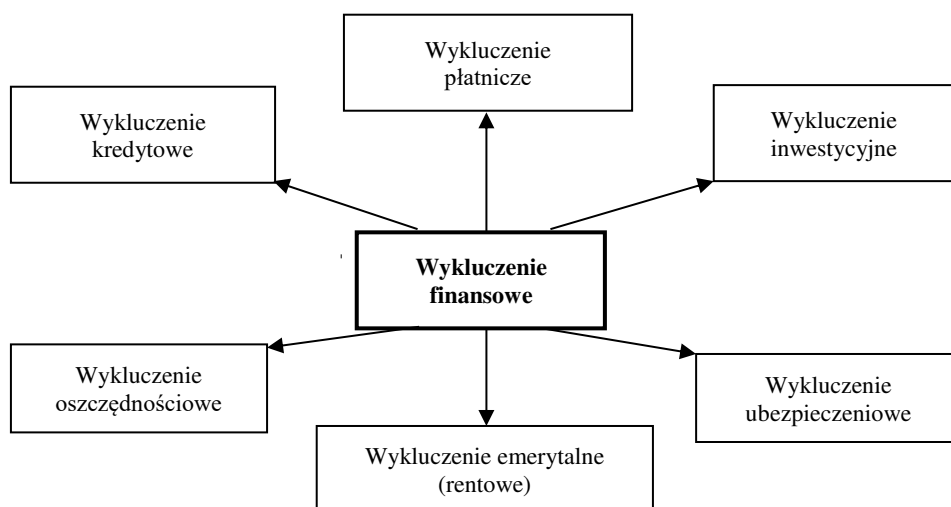 Wykluczenie
płatnicze
Wykluczenie
kredytowe
Wykluczenie
inwestycyjne
Wykluczenie
finansowe
Wykluczenie
oszczędnościowe
Wykluczenie
ubezpieczeniowe
Wykluczenie emerytalne
(rentowe)